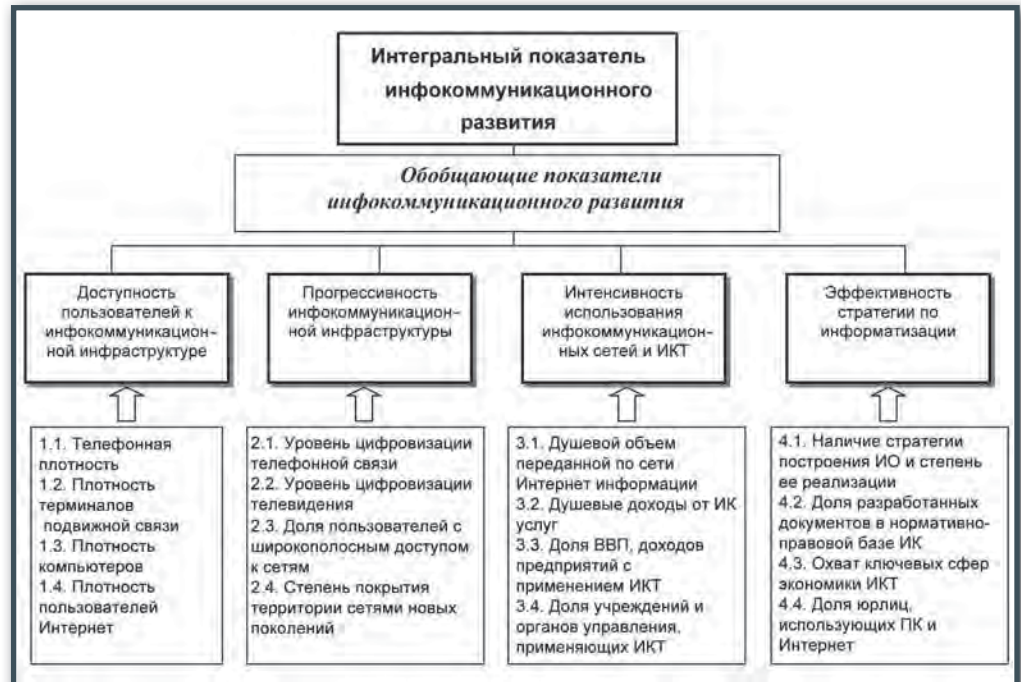 Интегральный показатель
инфокоммуникационного
развития
Обобщающие показатели
инфокоммуникационного развития
Доступность
пользователей к
инфокоммуникацион-
ной инфраструктуре
Прогрессивность
инфокоммуникацион-
ной инфраструктуры
Интенсивность
использования
инфокоммуникацион-
ных сетей и ИКТ
Эффективность
стратегии по
информатизации
1.1. Телефонная
плотность
1.2. Плотность
терминалов
подвижной связи
1.3. Плотность
компьютеров
1.4. Плотность
пользователей
Интернет
2.1. Уровень цифровизации
телефонной связи
2.2. Уровень цифровизации
телевидения
2.3. Доля пользователей с
широкополосным доступом
к сетям
2.4. Степень покрытия
территории сетями новых
поколений
3.1. Душевой объем
переданной по сети
Интернет информации
3.2. Душевые доходы от ИК
услуг
3.3. Доля ВВП, доходов
предприятий с
применением ИКТ
3.4. Доля учреждений и
органов управления,
применяющих ИКТ
4.1. Наличие стратегии
построения ИО и степень
ее реализации
4.2. Доля разработанных
документов в нормативно-
правовой базе ИК
4.3. Охват ключевых сфер
экономики ИКТ
4.4. Доля юрлиц,
использующих ПК и
Интернет